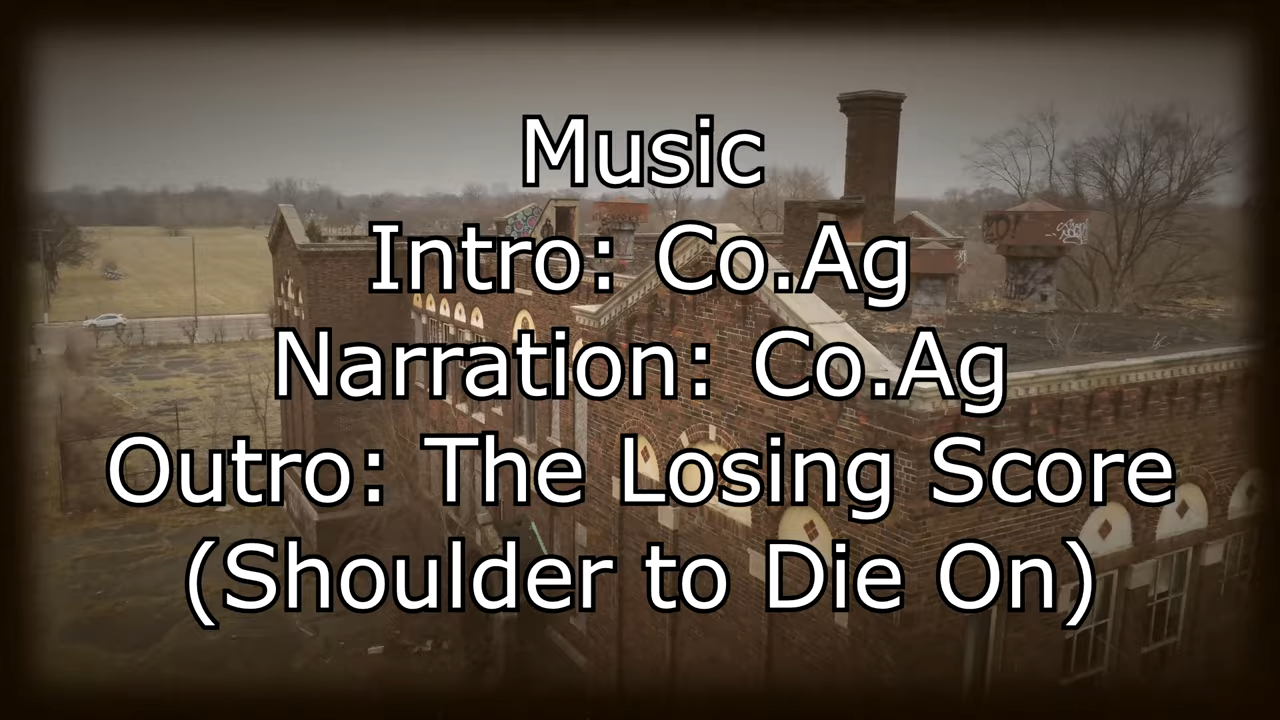 Music
Intro: Co.Ag
Narration: Co.Ag
Outro: The Losing Score
(Shoulder to Die On)